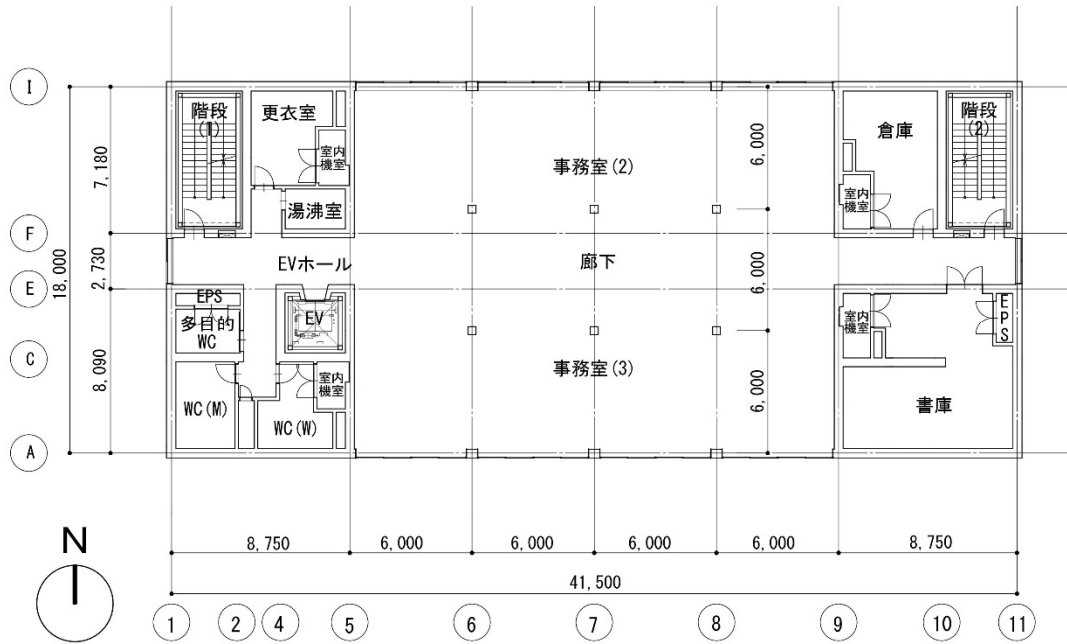 I
F
E
C
A
18,000
7,180
2,730
8,090
階段
(1)
更衣室
室内
機室
湯沸室
事務室(2)
6,000
6,000
6,000
倉庫
階段
(2)
室内
機室
EVホール
廊下
EPS
多目的
WC
EV
WC(M)
WC(W)
室内
機室
事務室(3)
室内
機室
E
P
S
書庫
N
8,750
6,000
6,000
6,000
6,000
8,750
41,500
1
2
4
5
6
7
8
9
10
11